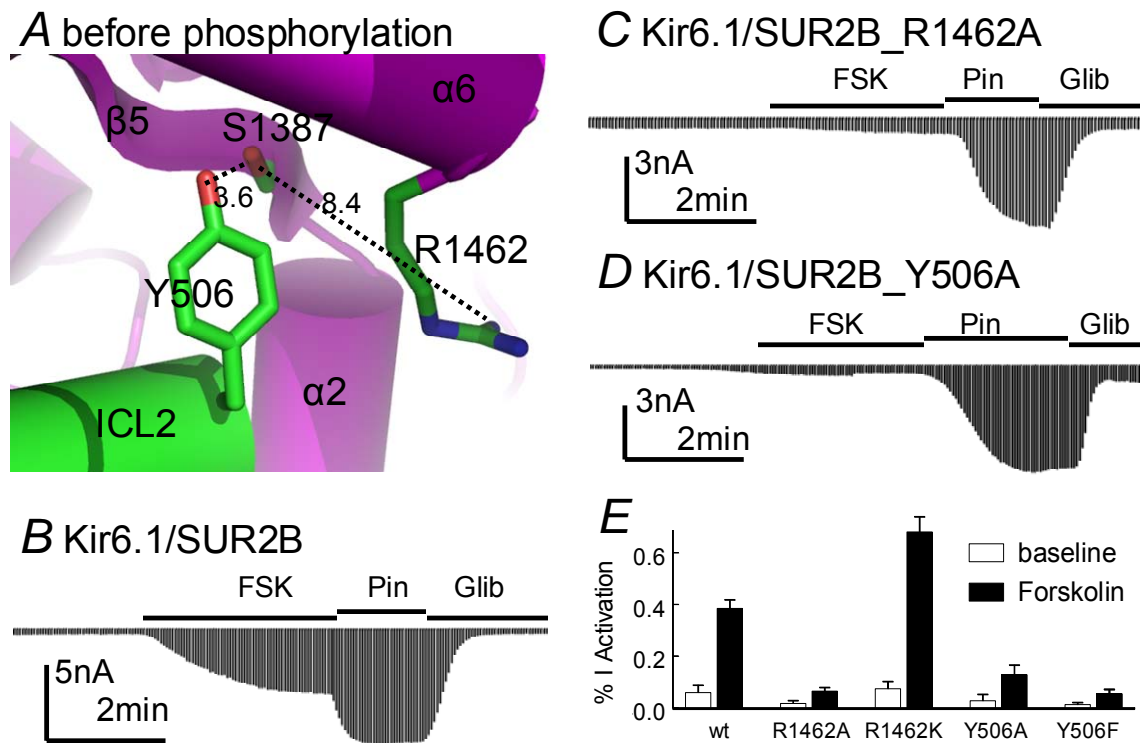 A before phosphorylation
α6
β5
S1387
3.6
8.4
R1462
Y506
α2
ICL2
B Kir6.1/SUR2B
FSK Pin Glib
5nA
2min
C Kir6.1/SUR2B_R1462A
FSK Pin Glib
3nA
2min
D Kir6.1/SUR2B_Y506A
FSK Pin Glib
3nA
2min
E
% I Activation
0.6
0.4
0.2
0.0
baseline
Forskolin
wt R1462A R1462K Y506A Y506F